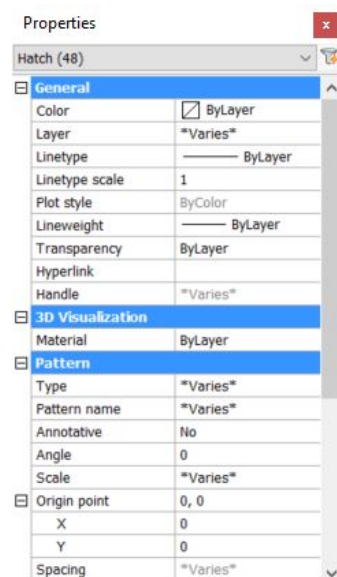 Properties
x
Hatch (48)
General
Color ByLayer
Layer *Varies*
Linetype ByLayer
Linetype scale 1
Plot style ByColor
Lineweight ByLayer
Transparency ByLayer
Hyperlink
Handle *Varies*
3D Visualization
Material ByLayer
Pattern
Type *Varies*
Pattern name *Varies*
Annotative No
Angle 0
Scale *Varies*
Origin point 0, 0
X 0
Y 0
Spacing *Varies*